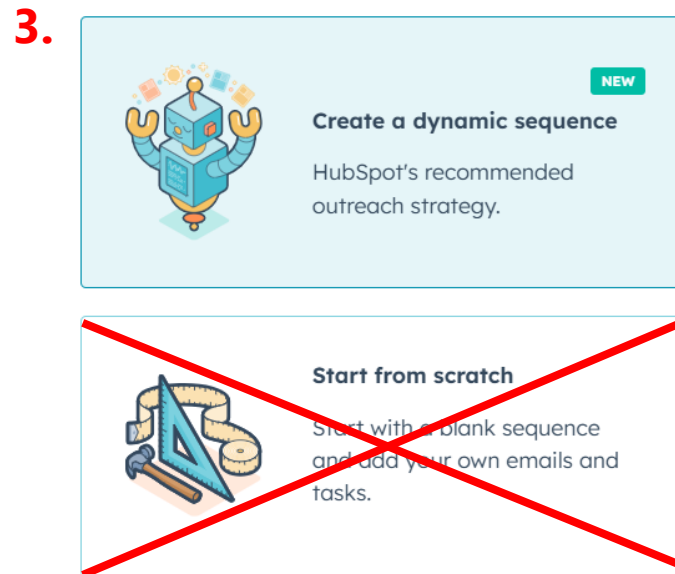 3.
NEW
Create a dynamic sequence
HubSpot's recommended
outreach strategy.
Start from scratch
Start with a blank sequence
and add your own emails and
tasks.